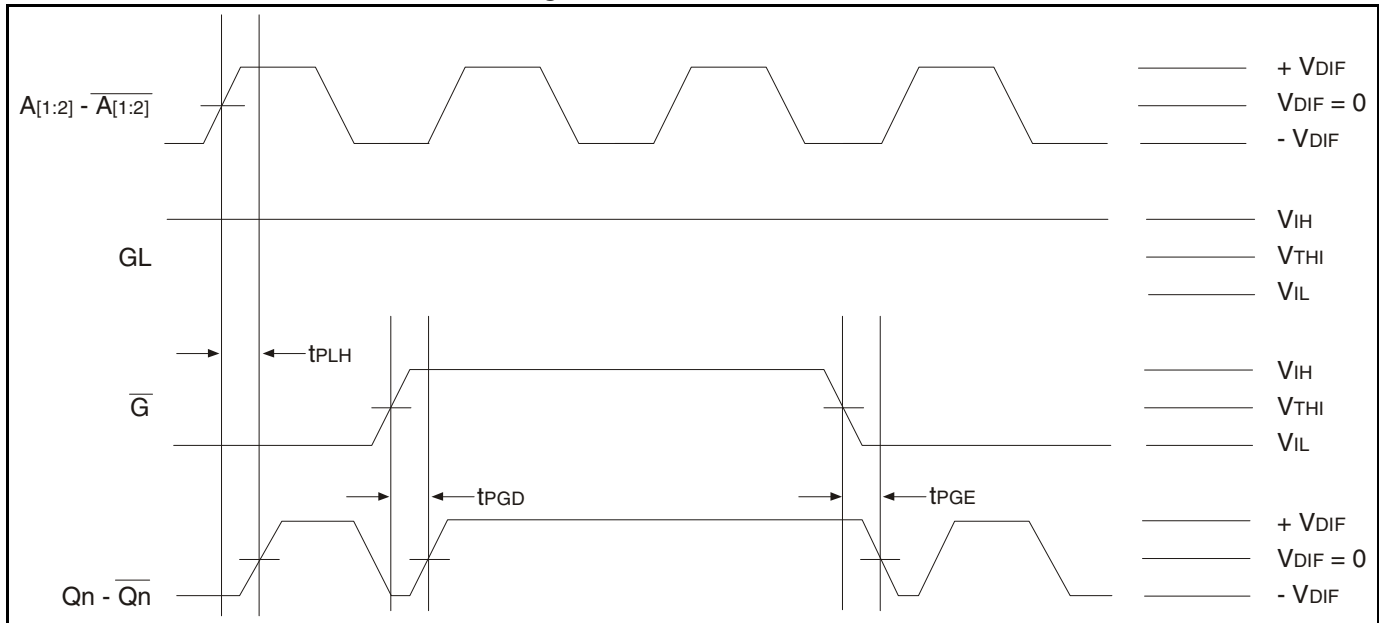 + VDIF
A[1:2] - A[1:2]
VDIF = 0
- VDIF
VIH
GL
VTHI
VIL
tPLH
VIH
G
VTHI
VIL
tPGD
tPGE
+ VDIF
VDIF = 0
Qn - Qn
- VDIF